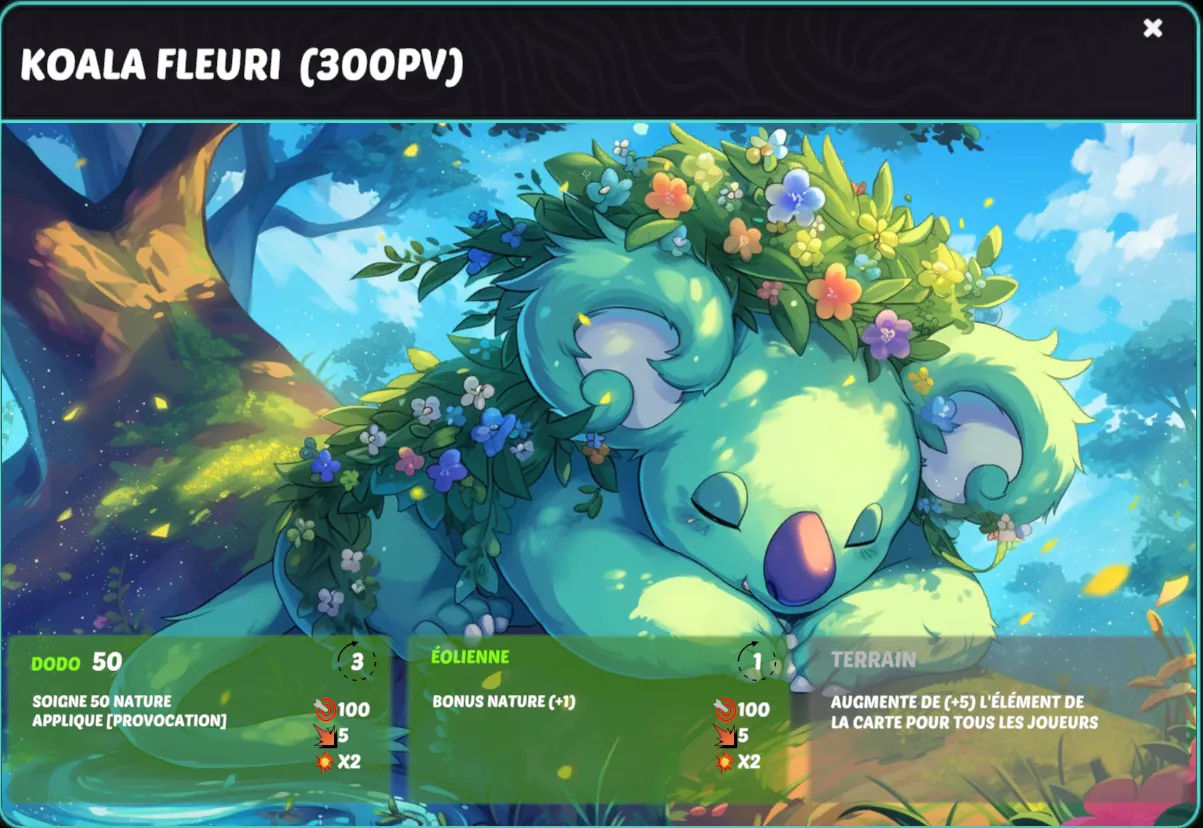 KOALA FLEURI (300PV)
DODO 50
3
SOIGNE 50 NATURE
APPLIQUE [PROVOCATION]
100
5
X2
ÉOLIENNE
1
BONUS NATURE (+1)
100
5
X2
TERRAIN
AUGMENTE DE (+5) L'ÉLÉMENT DE
LA CARTE POUR TOUS LES JOUEURS